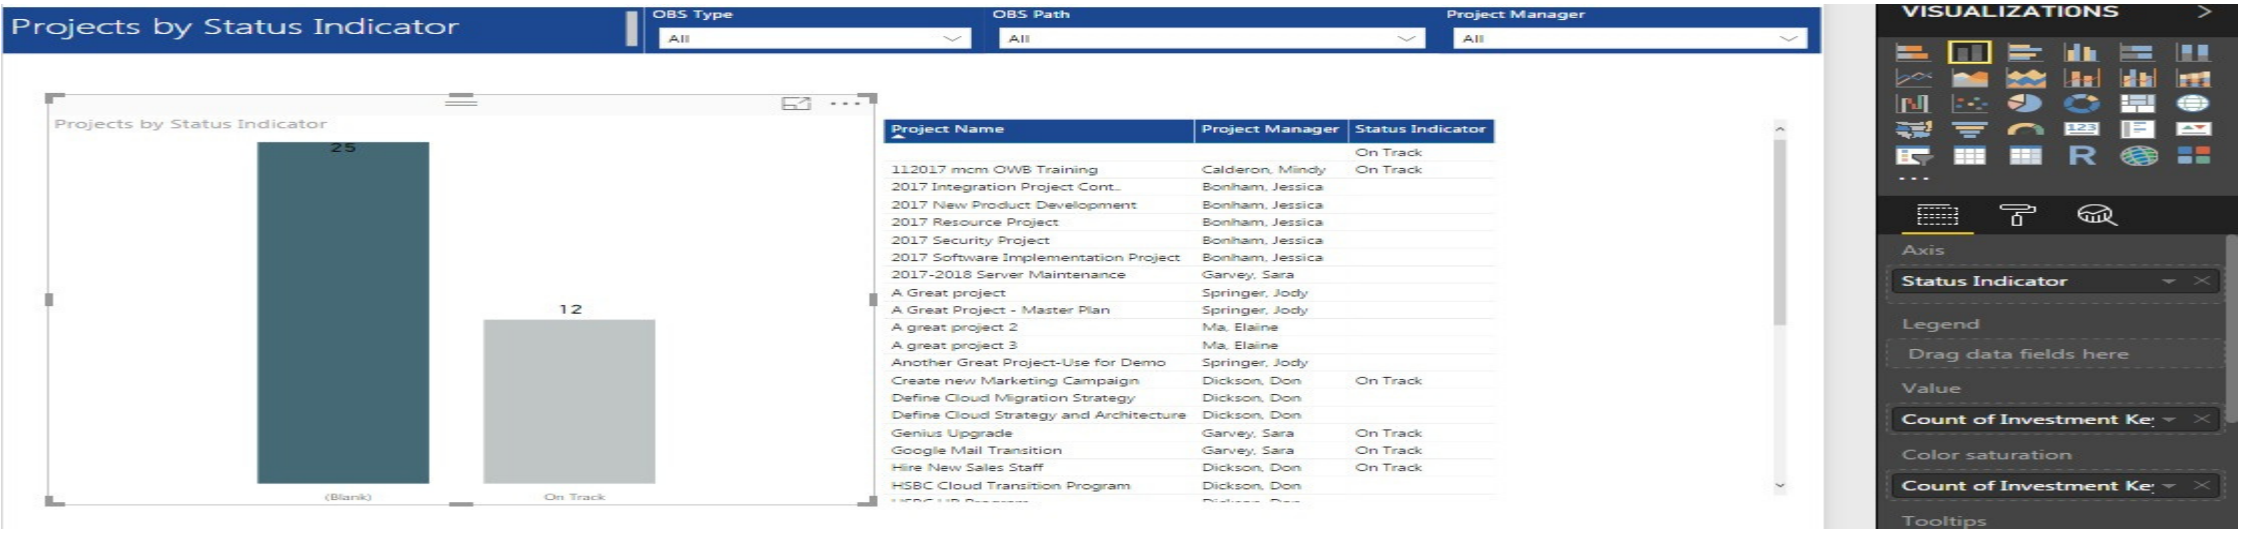 Projects by Status Indicator
OBS Type
OBS Path
Project Manager
All
All
All
Projects by Status Indicator
25
12
(Blank)
On Track
Project Name Project Manager Status Indicator
On Track
112017 mcm OWB Training Calderon, Mindy On Track
2017 Integration Project Cont... Bonham, Jessica
2017 New Product Development Bonham, Jessica
2017 Resource Project Bonham, Jessica
2017 Security Project Bonham, Jessica
2017 Software Implementation Project Bonham, Jessica
2017-2018 Server Maintenance Garvey, Sara
A Great project Springer, Jody
A Great Project - Master Plan Springer, Jody
A great project 2 Ma, Elaine
A great project 3 Ma, Elaine
Another Great Project-Use for Demo Springer, Jody
Create new Marketing Campaign Dickson, Don On Track
Define Cloud Migration Strategy Dickson, Don
Define Cloud Strategy and Architecture Dickson, Don
Genius Upgrade Garvey, Sara On Track
Google Mail Transition Garvey, Sara On Track
Hire New Sales Staff Dickson, Don On Track
HSBC Cloud Transition Program Dickson, Don
VISUALIZATIONS
123
R
Axis
Status Indicator
Legend
Drag data fields here
Value
Count of Investment Ke
Color saturation
Count of Investment Ke
Tooltips